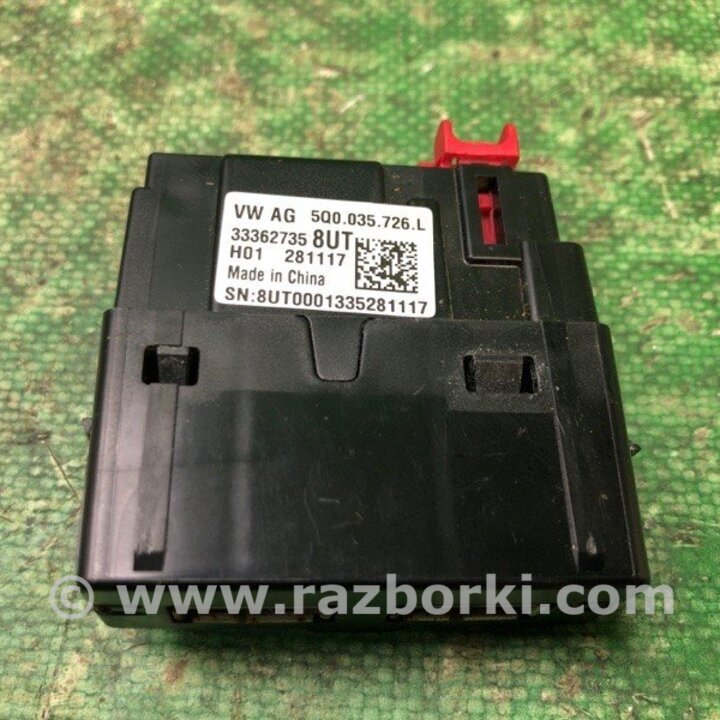 VW AG 5Q0.035.726.L
33362735 8UT
H01 281117
Made in China
SN:8UT0001335281117
© www.razborki.com